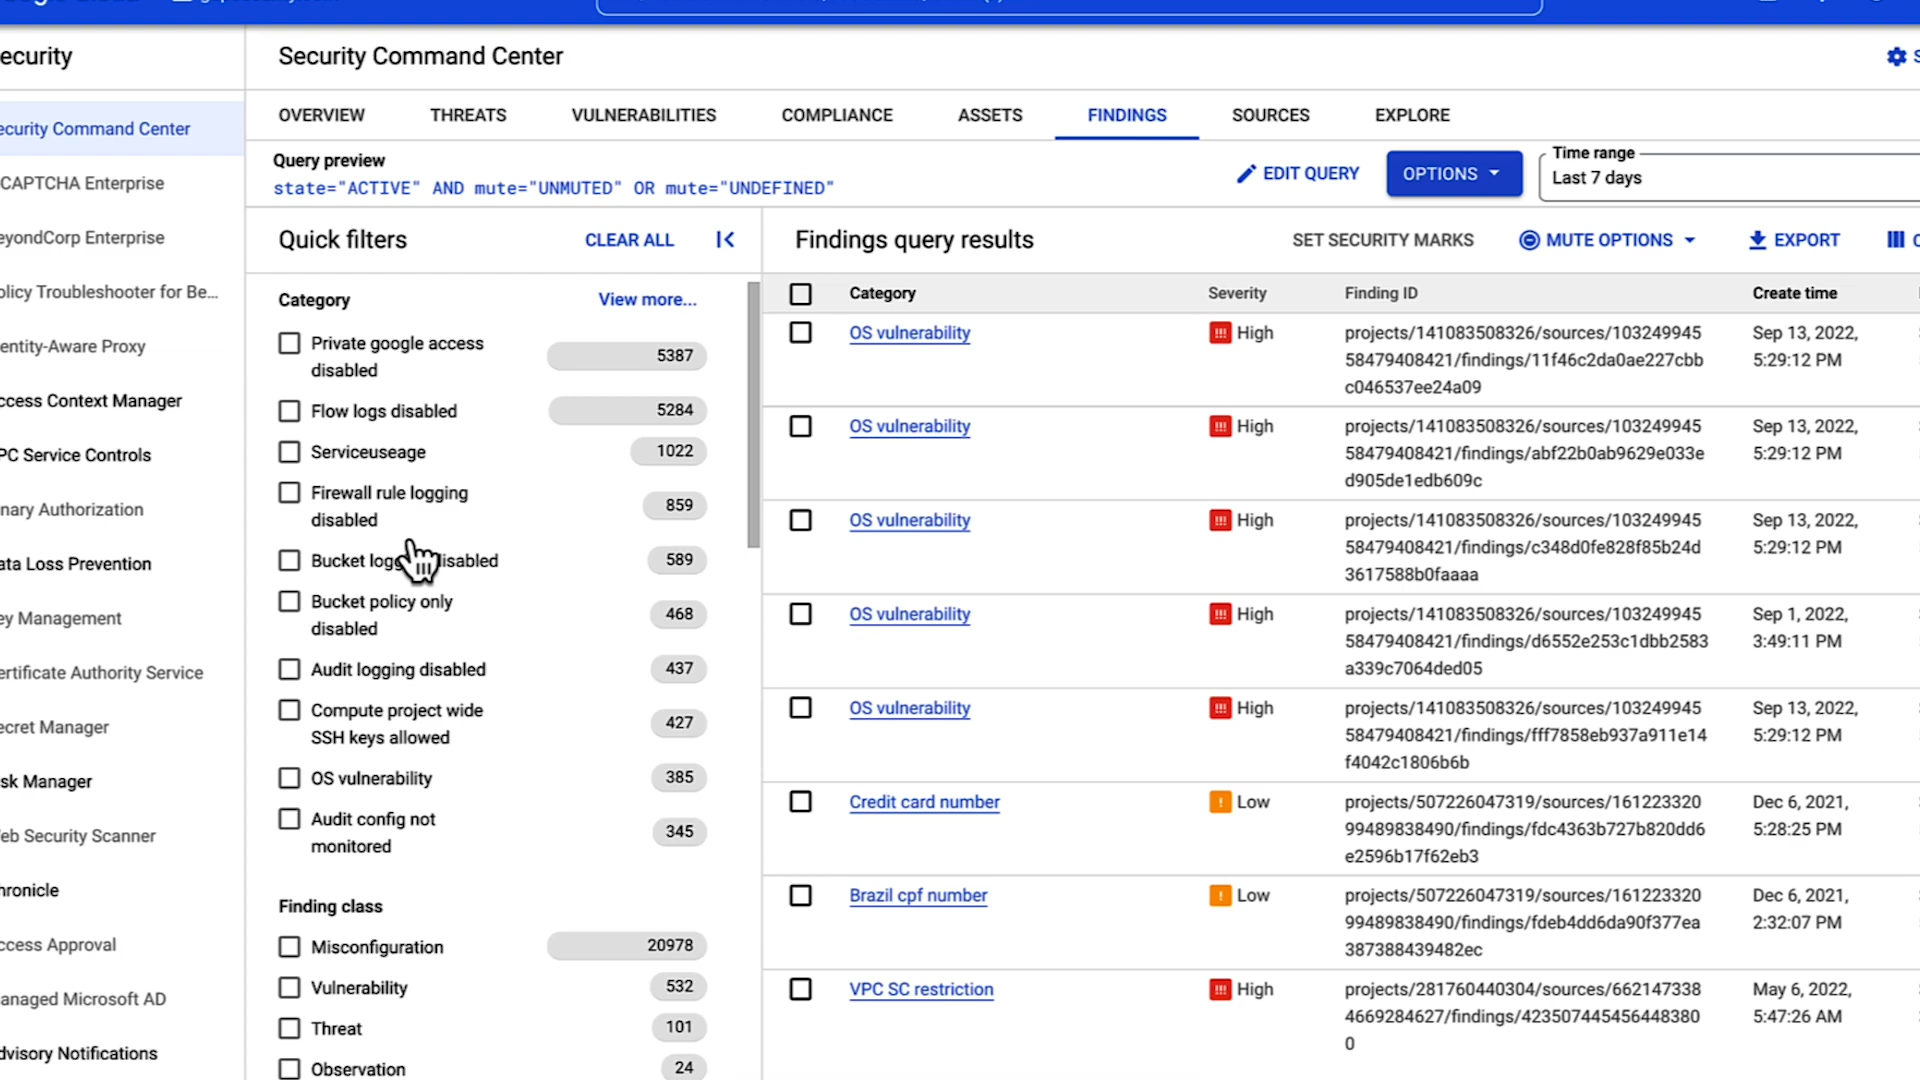 ecurity
Security Command Center
ecurity Command Center
CAPTCHA Enterprise
eyondCorp Enterprise
olicy Troubleshooter for Be...
entity-Aware Proxy
ccess Context Manager
PC Service Controls
nary Authorization
ata Loss Prevention
ey Management
ertificate Authority Service
ecret Manager
sk Manager
eb Security Scanner
hronicle
ccess Approval
anaged Microsoft AD
dvisory Notifications
OVERVIEW THREATS VULNERABILITIES COMPLIANCE ASSETS FINDINGS SOURCES EXPLORE
Query preview
state="ACTIVE" AND mute="UNMUTED" OR mute="UNDEFINED"
EDIT QUERY
OPTIONS
Time range
Last 7 days
Quick filters CLEAR ALL
Category View more...
Private google access
disabled 5387
Flow logs disabled 5284
Serviceuseage 1022
Firewall rule logging
disabled 859
Bucket logg isabled 589
Bucket policy only
disabled 468
Audit logging disabled 437
Compute project wide
SSH keys allowed 427
OS vulnerability 385
Audit config not
monitored 345
Finding class
Misconfiguration 20978
Vulnerability 532
Threat 101
Observation 24
Findings query results SET SECURITY MARKS MUTE OPTIONS EXPORT
Category Severity Finding ID Create time
OS vulnerability High projects/141083508326/sources/103249945 Sep 13, 2022,
58479408421/findings/11f46c2da0ae227cbb 5:29:12 PM
c046537ee24a09
OS vulnerability High projects/141083508326/sources/103249945 Sep 13, 2022,
58479408421/findings/abf22b0ab9629e033e 5:29:12 PM
d905de1edb609c
OS vulnerability High projects/141083508326/sources/103249945 Sep 13, 2022,
58479408421/findings/c348d0fe828f85b24d 5:29:12 PM
3617588b0faaaa
OS vulnerability High projects/141083508326/sources/103249945 Sep 1, 2022,
58479408421/findings/d6552e253c1dbb2583 3:49:11 PM
a339c7064ded05
OS vulnerability High projects/141083508326/sources/103249945 Sep 13, 2022,
58479408421/findings/fff7858eb937a911e14 5:29:12 PM
f4042c1806b6b
Credit card number Low projects/507226047319/sources/161223320 Dec 6, 2021,
99489838490/findings/fdc4363b727b820dd6 5:28:25 PM
e2596b17f62eb3
Brazil cpf number Low projects/507226047319/sources/161223320 Dec 6, 2021,
99489838490/findings/fdeb4dd6da90f377ea 2:32:07 PM
387388439482ec
VPC SC restriction High projects/281760440304/sources/662147338 May 6, 2022,
4669284627/findings/423507445456448380 5:47:26 AM
0